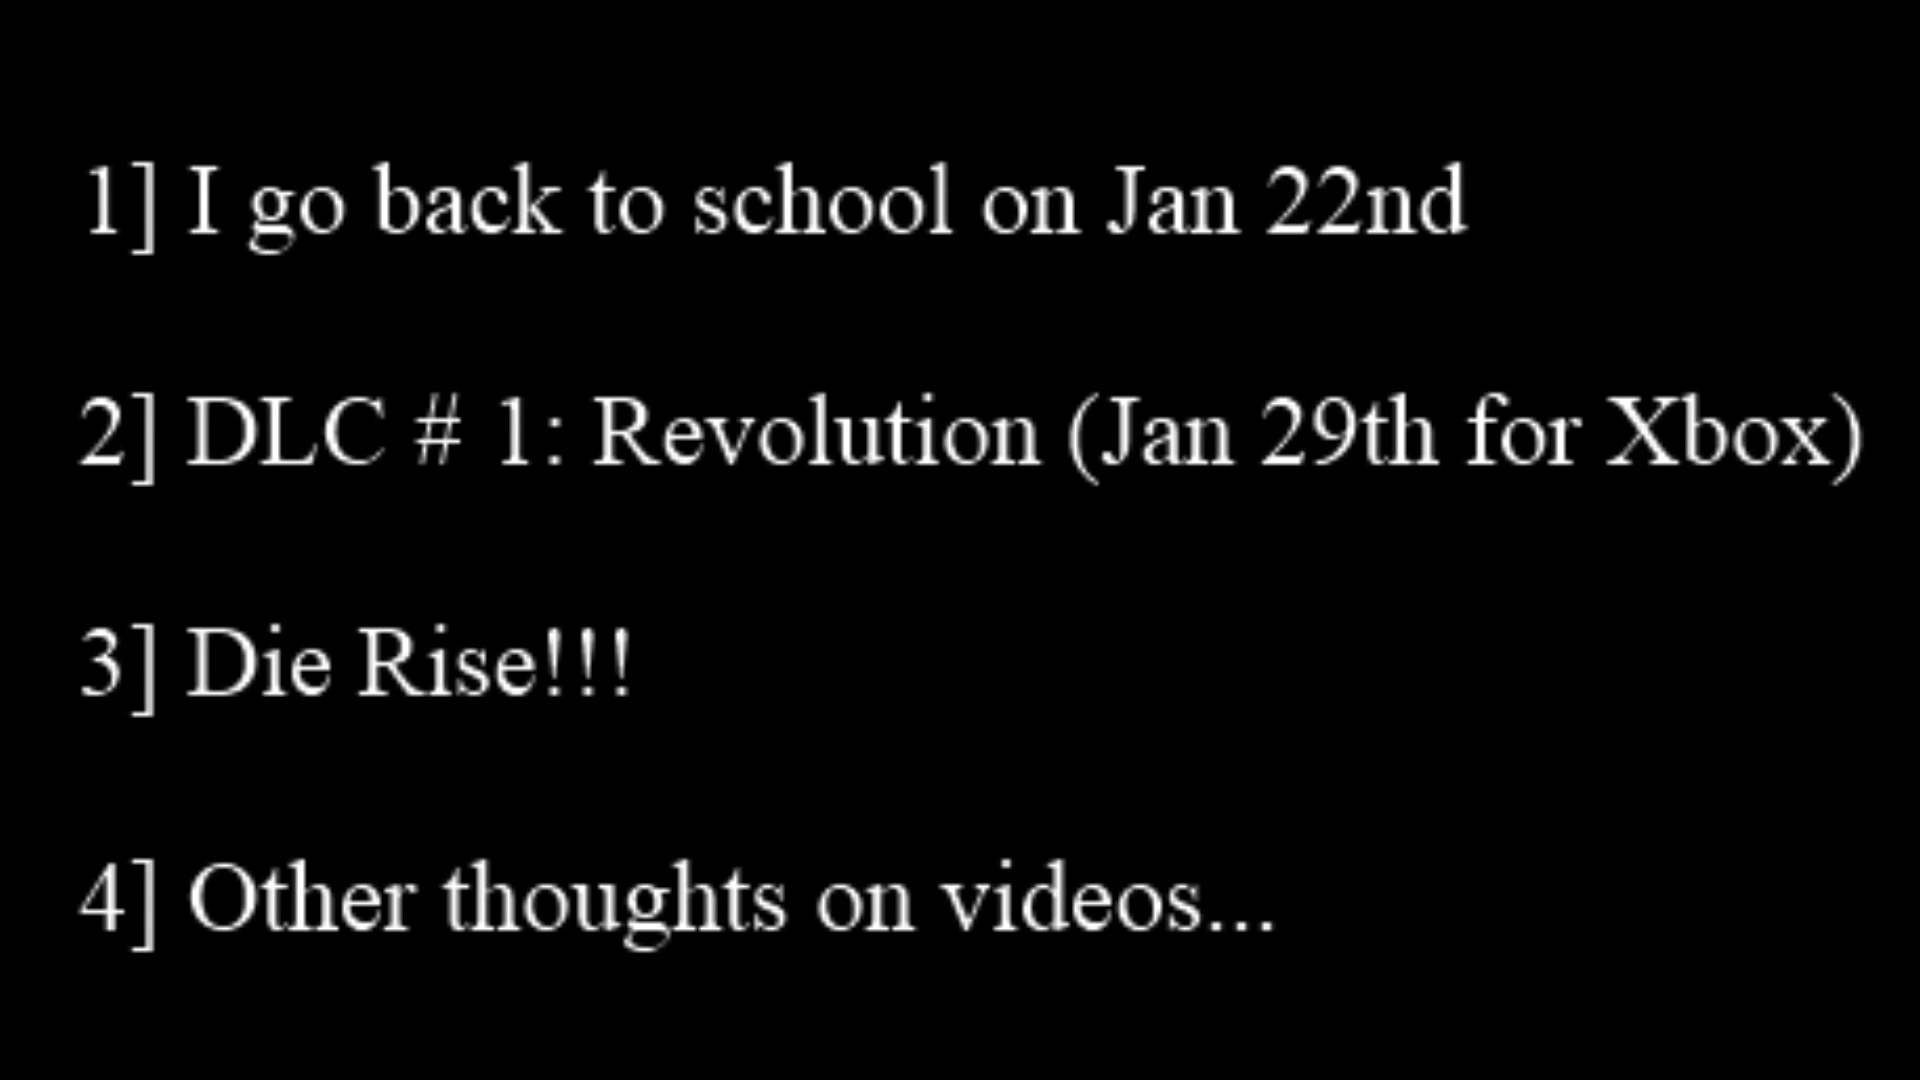 1] I go back to school on Jan 22nd
2] DLC # 1: Revolution (Jan 29th for Xbox)
3] Die Rise!!!
4] Other thoughts on videos...